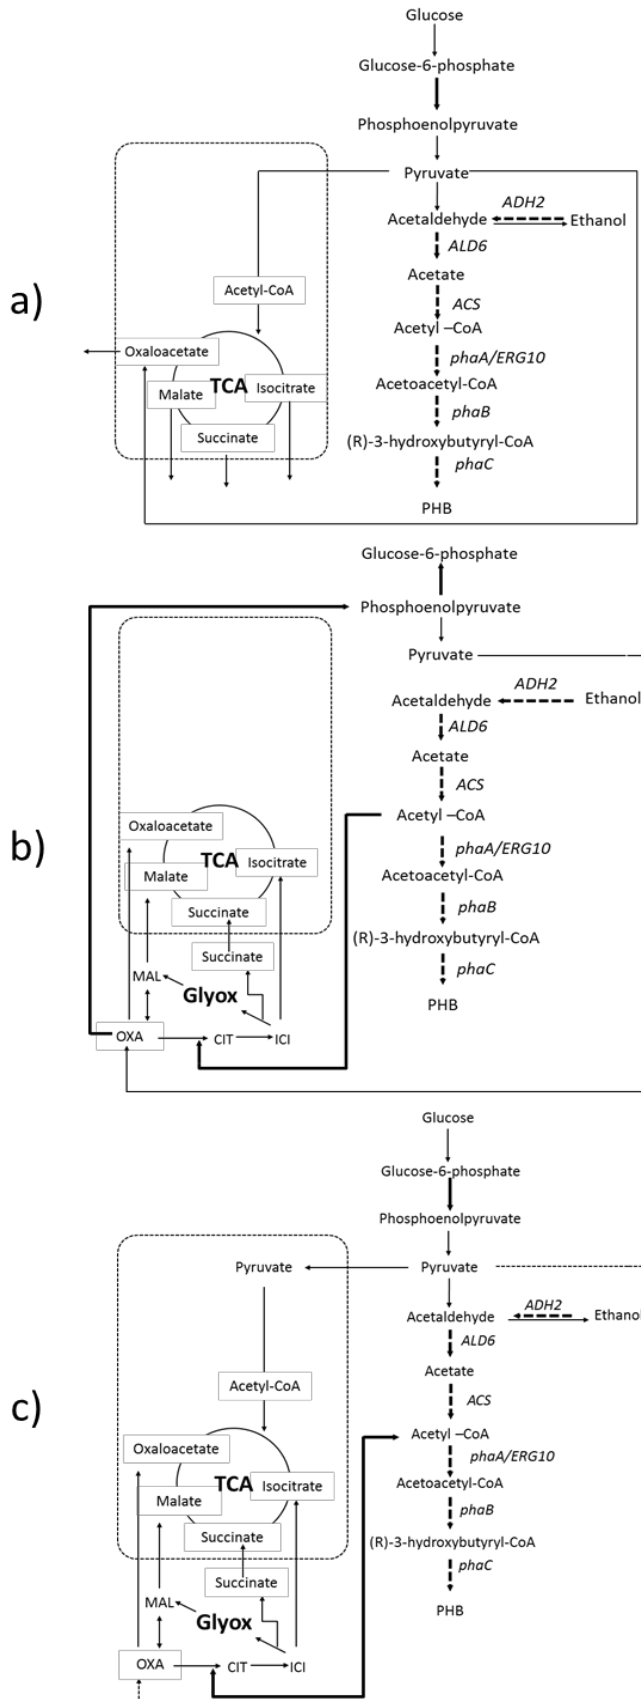 a)
Glucose
Glucose-6-phosphate
Phosphoenolpyruvate
Pyruvate
ADH2
Acetaldehyde
Ethanol
ALD6
Acetate
Acetyl-CoA
ACS
Acetyl –CoA
Oxaloacetate
phaA/ERG10
TCA
Isocitrate
Acetoacetyl-CoA
Malate
phaB
Succinate
(R)-3-hydroxybutyryl-CoA
phaC
PHB
b)
Glucose-6-phosphate
Phosphoenolpyruvate
Pyruvate
ADH2
Acetaldehyde
Ethanol
ALD6
Acetate
ACS
Acetyl –CoA
Oxaloacetate
phaA/ERG10
TCA
Isocitrate
Malate
Acetoacetyl-CoA
Succinate
phaB
(R)-3-hydroxybutyryl-CoA
Succinate
MAL
phaC
Glyox
PHB
OXA
CIT
ICI
c)
Glucose
Glucose-6-phosphate
Phosphoenolpyruvate
Pyruvate
Pyruvate
ADH2
Acetaldehyde
Ethanol
ALD6
Acetate
Acetyl-CoA
ACS
Acetyl –CoA
Oxaloacetate
phaA/ERG10
TCA
Isocitrate
Acetoacetyl-CoA
Malate
phaB
Succinate
(R)-3-hydroxybutyryl-CoA
phaC
Succinate
MAL
PHB
Glyox
OXA
CIT
ICI